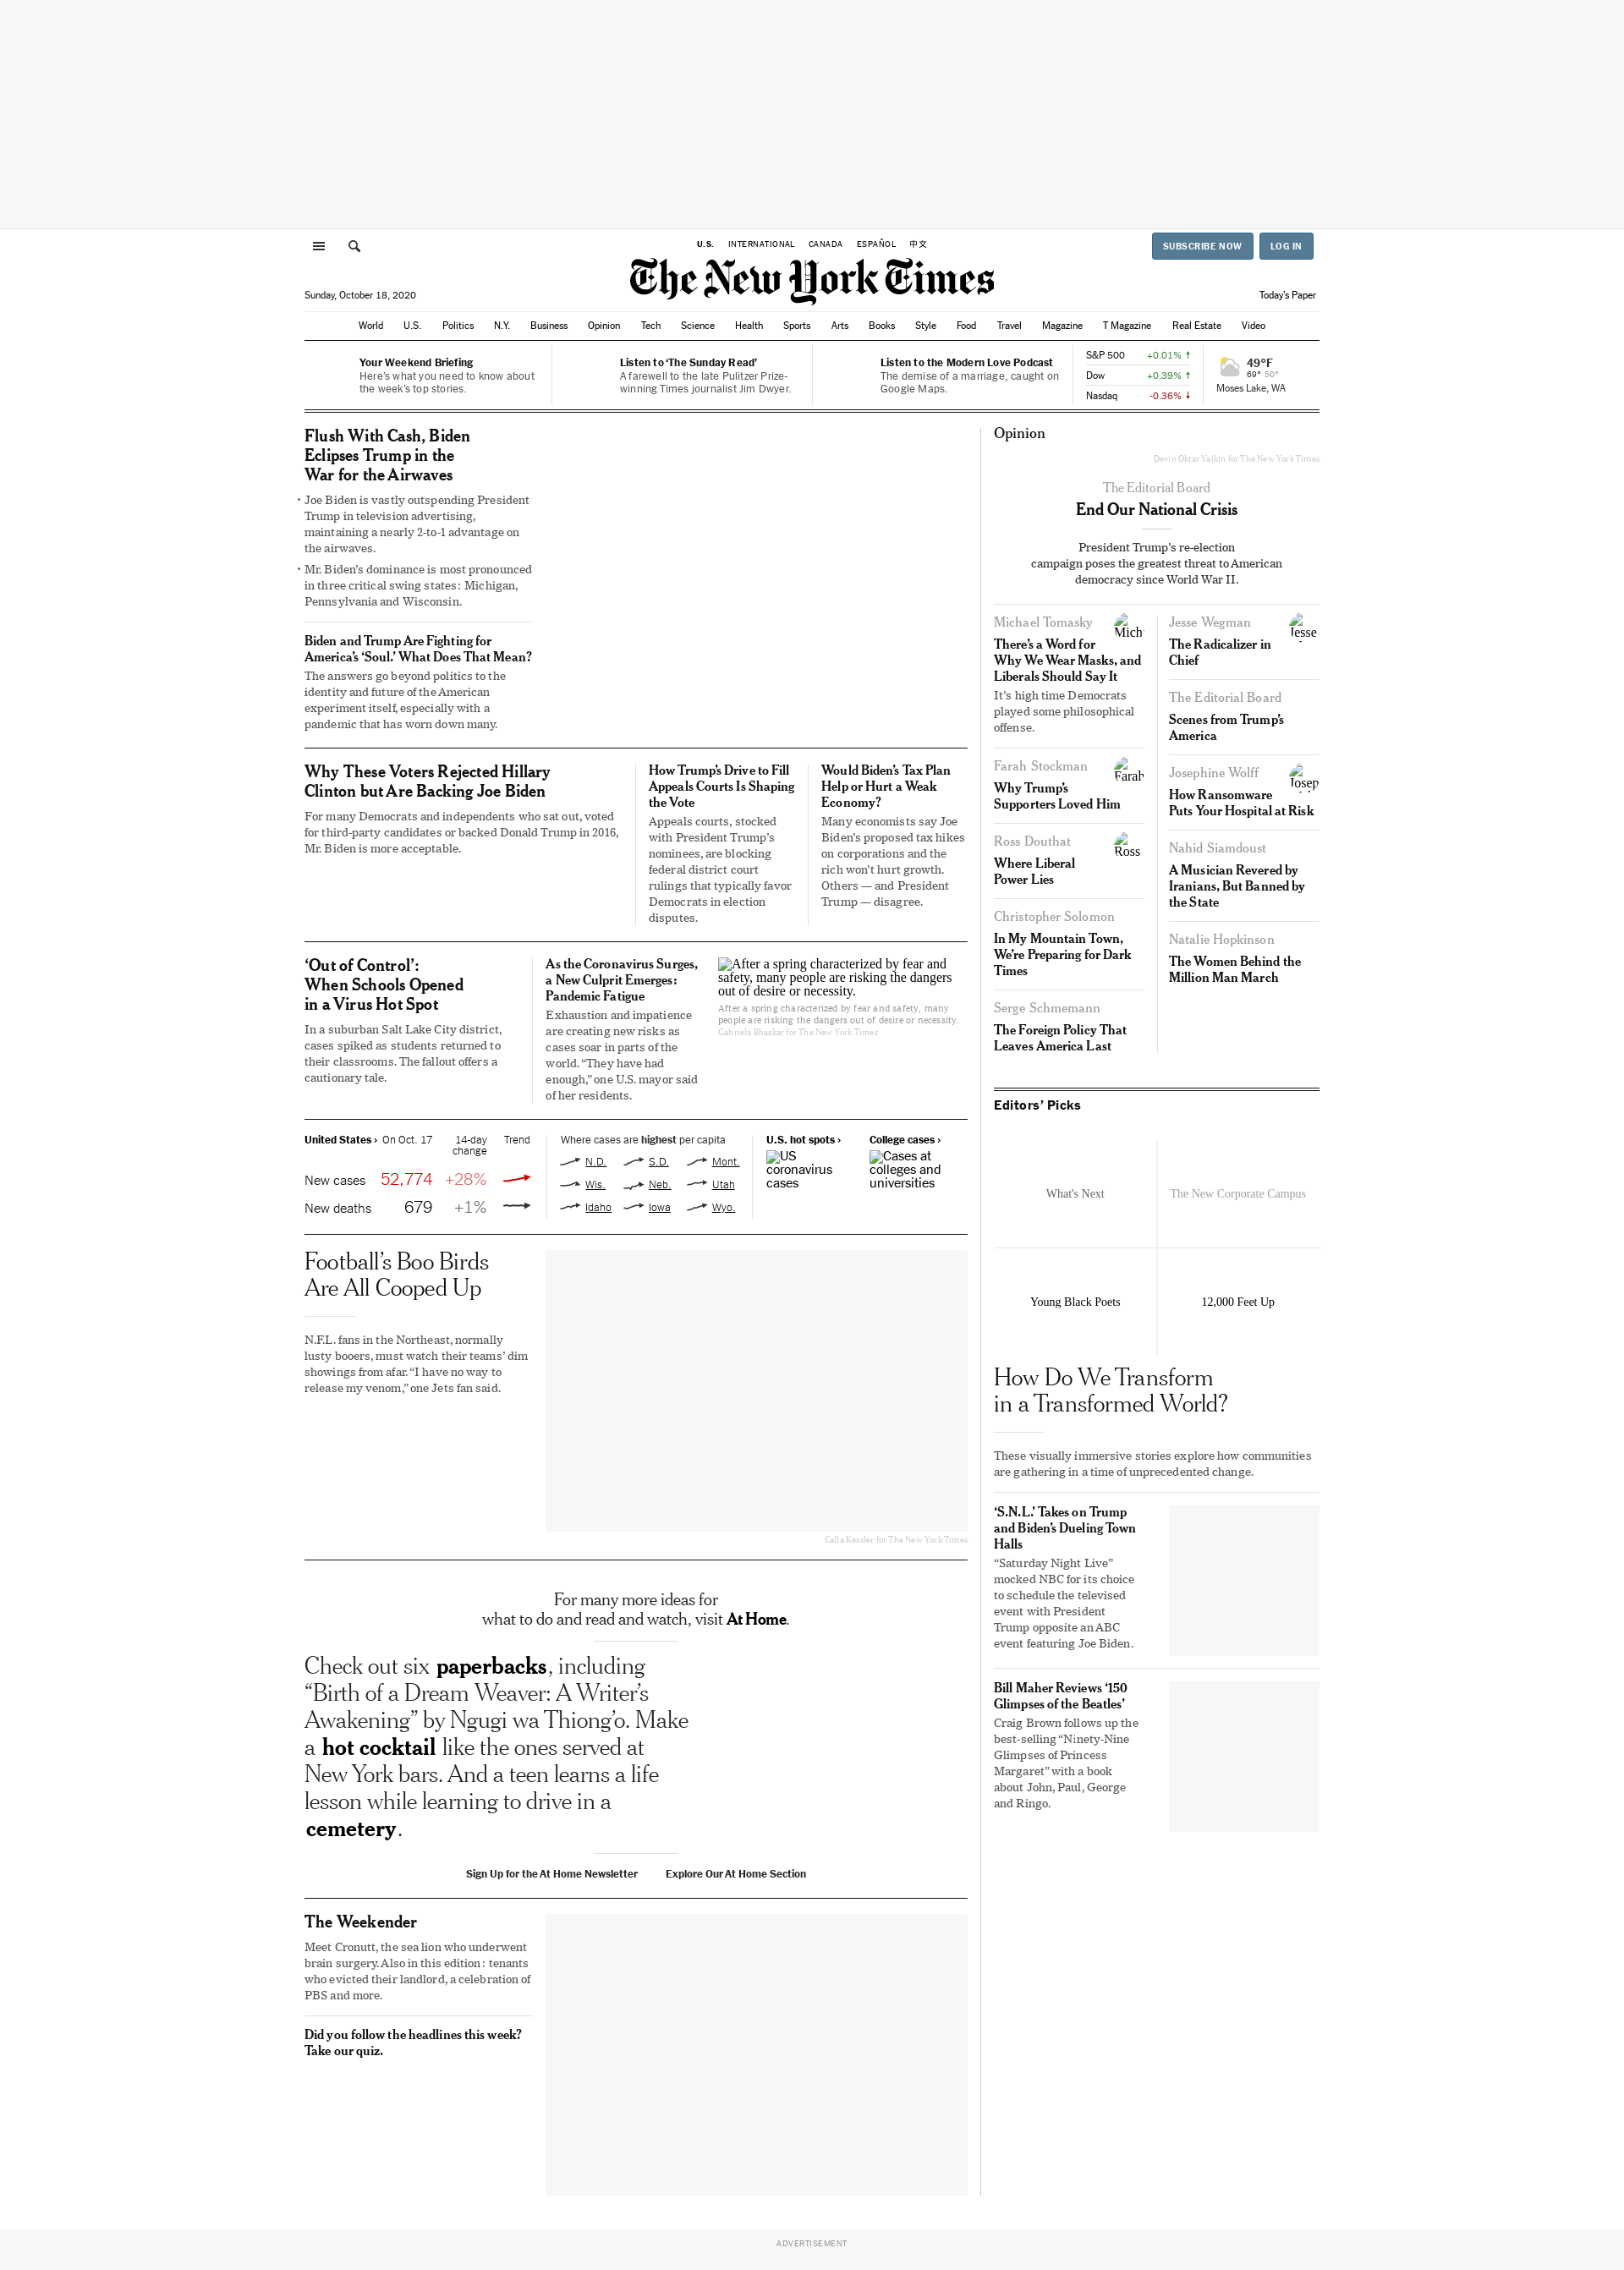 U.S. INTERNATIONAL CANADA ESPAÑOL 中文
SUBSCRIBE NOW
LOG IN
The New York Times
Sunday, October 18, 2020
Today's Paper
World U.S. Politics N.Y. Business Opinion Tech Science Health Sports Arts Books Style Food Travel Magazine T Magazine Real Estate Video
Your Weekend Briefing
Here's what you need to know about
the week's top stories.
Listen to 'The Sunday Read'
A farewell to the late Pulitzer Prize-
winning Times journalist Jim Dwyer.
Listen to the Modern Love Podcast
The demise of a marriage, caught on
Google Maps.
S&P 500 +0.01% ↑
Dow +0.39% ↑
Nasdaq -0.36% ↓
49°F
69° 50°
Moses Lake, WA
Flush With Cash, Biden
Eclipses Trump in the
War for the Airwaves
• Joe Biden is vastly outspending President
Trump in television advertising,
maintaining a nearly 2-to-1 advantage on
the airwaves.
• Mr. Biden's dominance is most pronounced
in three critical swing states: Michigan,
Pennsylvania and Wisconsin.
Biden and Trump Are Fighting for
America's 'Soul.' What Does That Mean?
The answers go beyond politics to the
identity and future of the American
experiment itself, especially with a
pandemic that has worn down many.
Why These Voters Rejected Hillary
Clinton but Are Backing Joe Biden
For many Democrats and independents who sat out, voted
for third-party candidates or backed Donald Trump in 2016,
Mr. Biden is more acceptable.
How Trump's Drive to Fill
Appeals Courts Is Shaping
the Vote
Appeals courts, stocked
with President Trump's
nominees, are blocking
federal district court
rulings that typically favor
Democrats in election
disputes.
Would Biden's Tax Plan
Help or Hurt a Weak
Economy?
Many economists say Joe
Biden's proposed tax hikes
on corporations and the
rich won't hurt growth.
Others — and President
Trump — disagree.
'Out of Control':
When Schools Opened
in a Virus Hot Spot
In a suburban Salt Lake City district,
cases spiked as students returned to
their classrooms. The fallout offers a
cautionary tale.
As the Coronavirus Surges,
a New Culprit Emerges:
Pandemic Fatigue
Exhaustion and impatience
are creating new risks as
cases soar in parts of the
world. “They have had
enough,” one U.S. mayor said
of her residents.
After a spring characterized by fear and
safety, many people are risking the dangers
out of desire or necessity.
After a spring characterized by fear and safety, many
people are risking the dangers out of desire or necessity.
Gabriela Bhaskar for The New York Times
United States › On Oct. 17 14-day
change Trend
New cases 52,774 +28%
New deaths 679 +1%
Where cases are highest per capita
N.D. S.D. Mont.
Wis. Neb. Utah
Idaho Iowa Wyo.
U.S. hot spots ›
US
coronavirus
cases
College cases ›
Cases at
colleges and
universities
Football's Boo Birds
Are All Cooped Up
N.F.L. fans in the Northeast, normally
lusty booers, must watch their teams' dim
showings from afar. “I have no way to
release my venom,” one Jets fan said.
Calla Kessler for The New York Times
For many more ideas for
what to do and read and watch, visit At Home.
Check out six paperbacks, including
“Birth of a Dream Weaver: A Writer's
Awakening” by Ngugi wa Thiong'o. Make
a hot cocktail like the ones served at
New York bars. And a teen learns a life
lesson while learning to drive in a
cemetery.
Sign Up for the At Home Newsletter
Explore Our At Home Section
The Weekender
Meet Cronutt, the sea lion who underwent
brain surgery. Also in this edition: tenants
who evicted their landlord, a celebration of
PBS and more.
Did you follow the headlines this week?
Take our quiz.
Opinion
Devin Oktar Yalkin for The New York Times
The Editorial Board
End Our National Crisis
President Trump's re-election
campaign poses the greatest threat to American
democracy since World War II.
Michael Tomasky
Mich
There's a Word for
Why We Wear Masks, and
Liberals Should Say It
It's high time Democrats
played some philosophical
offense.
Farah Stockman
Farah
Why Trump's
Supporters Loved Him
Ross Douthat
Ross
Where Liberal
Power Lies
Christopher Solomon
In My Mountain Town,
We're Preparing for Dark
Times
Serge Schmemann
The Foreign Policy That
Leaves America Last
Jesse Wegman
Jesse
The Radicalizer in
Chief
The Editorial Board
Scenes from Trump's
America
Josephine Wolff
Josep
How Ransomware
Puts Your Hospital at Risk
Nahid Siamdoust
A Musician Revered by
Iranians, But Banned by
the State
Natalie Hopkinson
The Women Behind the
Million Man March
Editors' Picks
What's Next
The New Corporate Campus
Young Black Poets
12,000 Feet Up
How Do We Transform
in a Transformed World?
These visually immersive stories explore how communities
are gathering in a time of unprecedented change.
'S.N.L.' Takes on Trump
and Biden's Dueling Town
Halls
“Saturday Night Live”
mocked NBC for its choice
to schedule the televised
event with President
Trump opposite an ABC
event featuring Joe Biden.
Bill Maher Reviews '150
Glimpses of the Beatles'
Craig Brown follows up the
best-selling “Ninety-Nine
Glimpses of Princess
Margaret” with a book
about John, Paul, George
and Ringo.
ADVERTISEMENT